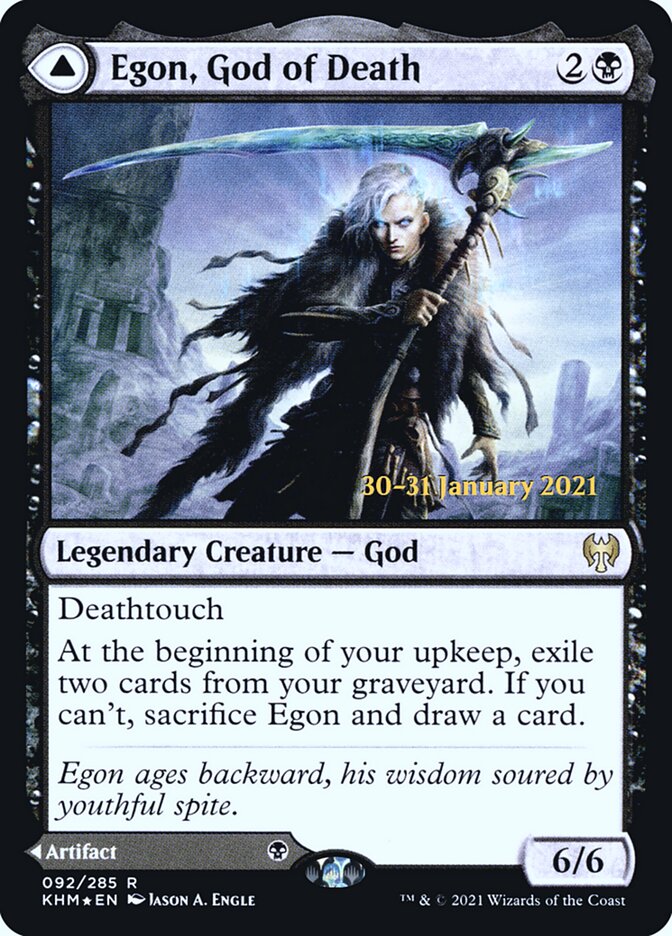 Egon, God of Death 2
30–31 January 2021
Legendary Creature — God
Deathtouch
At the beginning of your upkeep, exile
two cards from your graveyard. If you
can't, sacrifice Egon and draw a card.
Egon ages backward, his wisdom soured by
youthful spite.
Artifact
6/6
092/285 R
KHM★EN Jason A. Engle
™ & © 2021 Wizards of the Coast